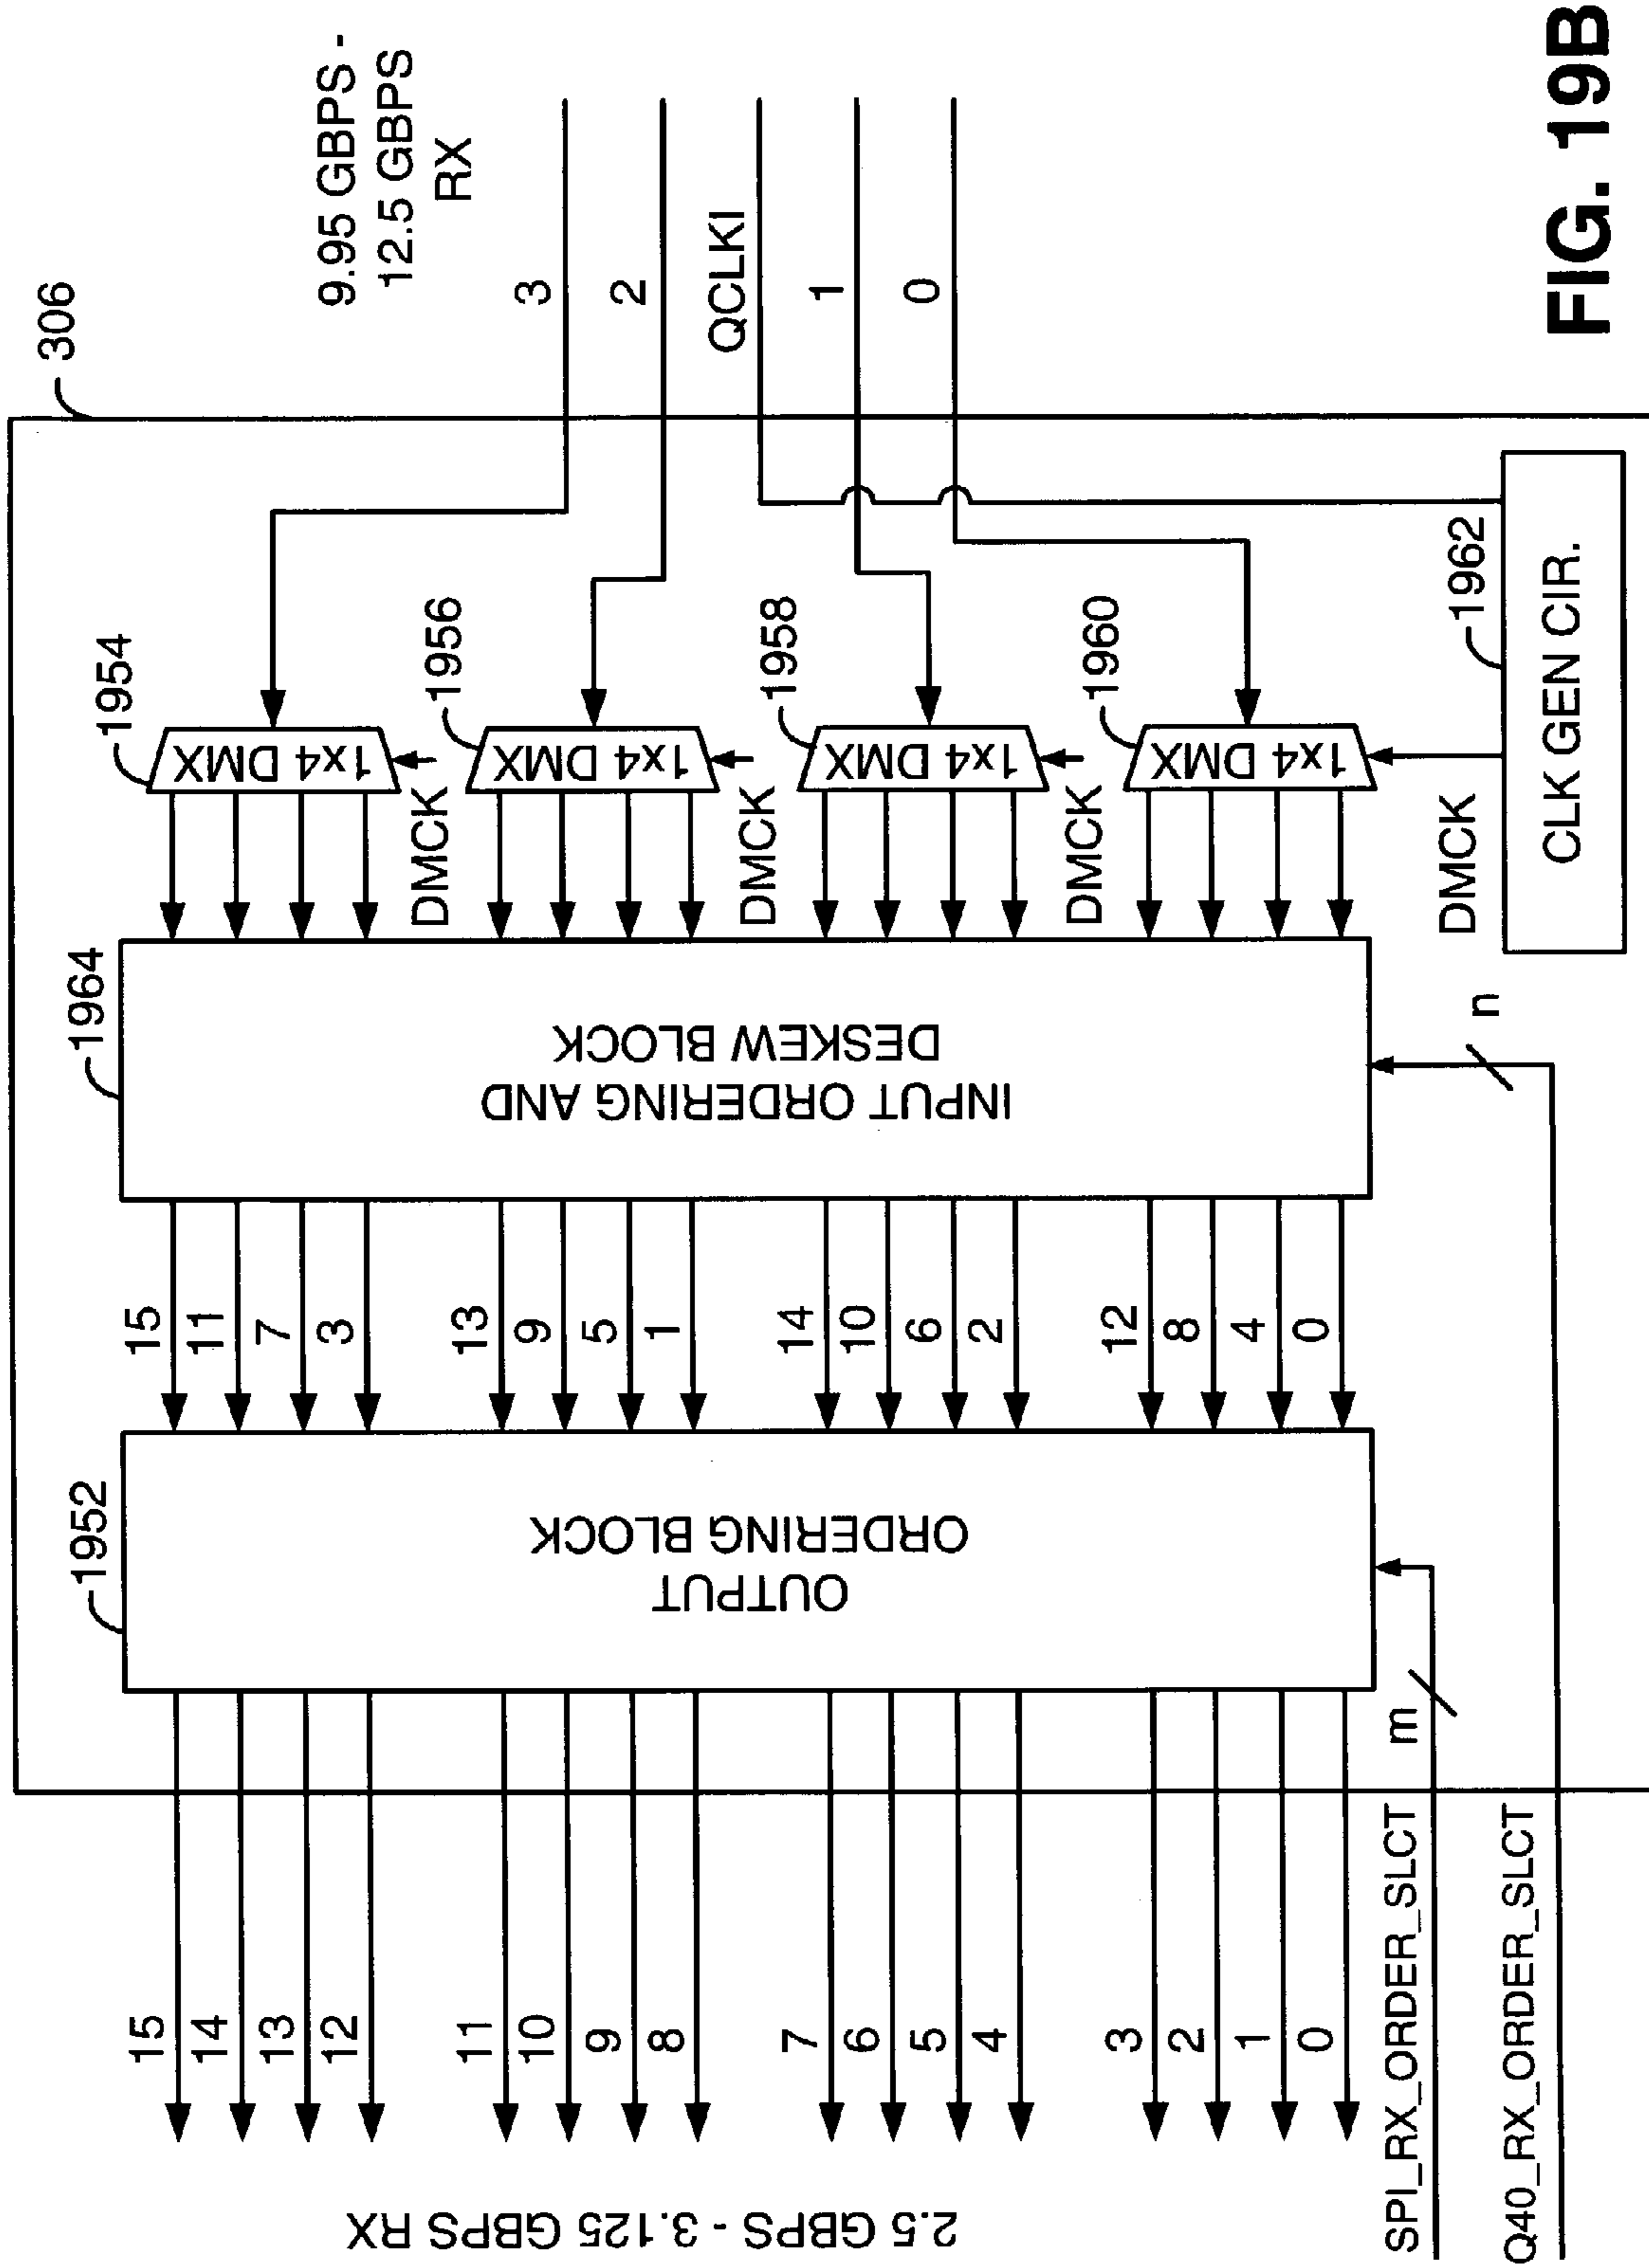 306
9.95 GBPS -
12.5 GBPS
RX
3
2
QCLKI
1
0
1954
1x4 DMX
DMCK
1956
1x4 DMX
DMCK
1958
1x4 DMX
DMCK
1960
1x4 DMX
DMCK
1962
CLK GEN CIR.
1964
INPUT ORDERING AND
DESKEW BLOCK
n
15
11
7
3
13
9
5
1
14
10
6
2
12
8
4
0
1952
OUTPUT
ORDERING BLOCK
m
15
14
13
12
11
10
9
8
7
6
5
4
3
2
1
0
2.5 GBPS - 3.125 GBPS RX
SPI_RX_ORDER_SLCT
Q40_RX_ORDER_SLCT
FIG. 19B